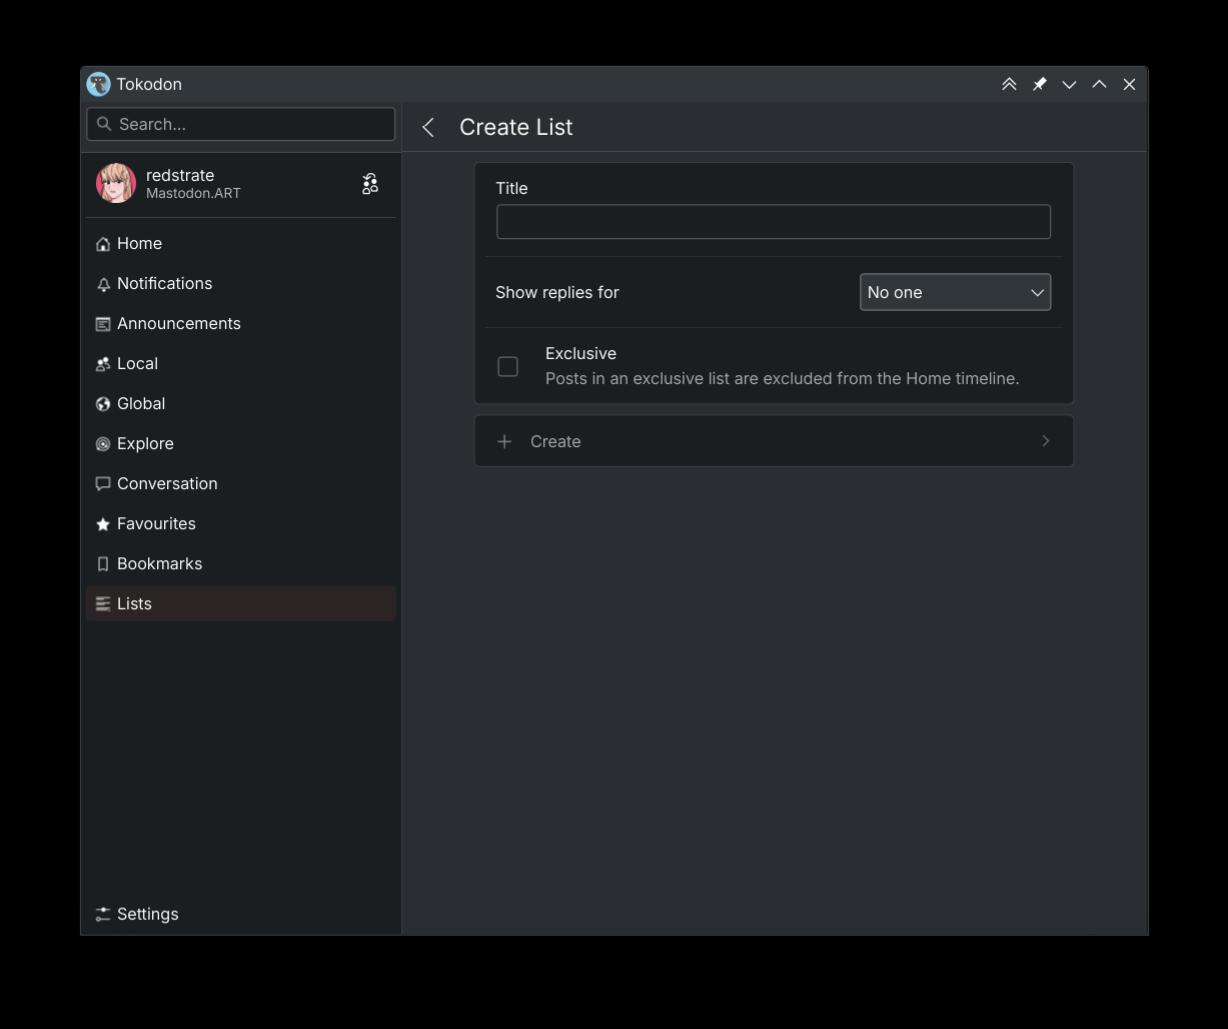 Tokodon
Search...
Create List
redstrate
Mastodon.ART
Home
Notifications
Announcements
Local
Global
Explore
Conversation
Favourites
Bookmarks
Lists
Settings
Title
Show replies for
No one
Exclusive
Posts in an exclusive list are excluded from the Home timeline.
Create